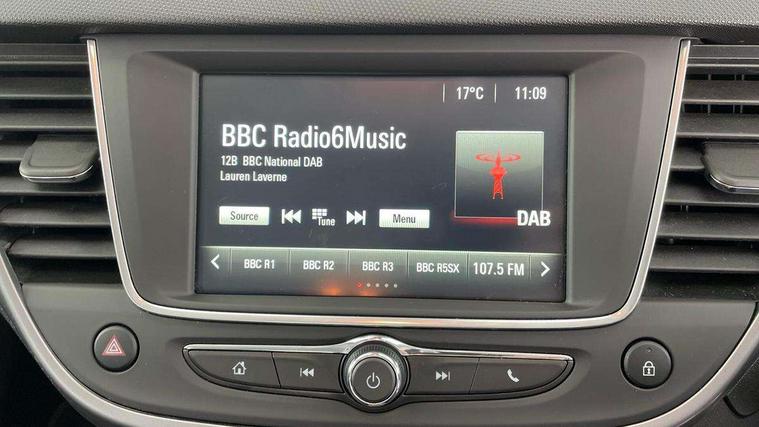 17°C 11:09
BBC Radio6Music
12B BBC National DAB
Lauren Laverne
Source Tune Menu
DAB
BBC R1 BBC R2 BBC R3 BBC R5SX 107.5 FM